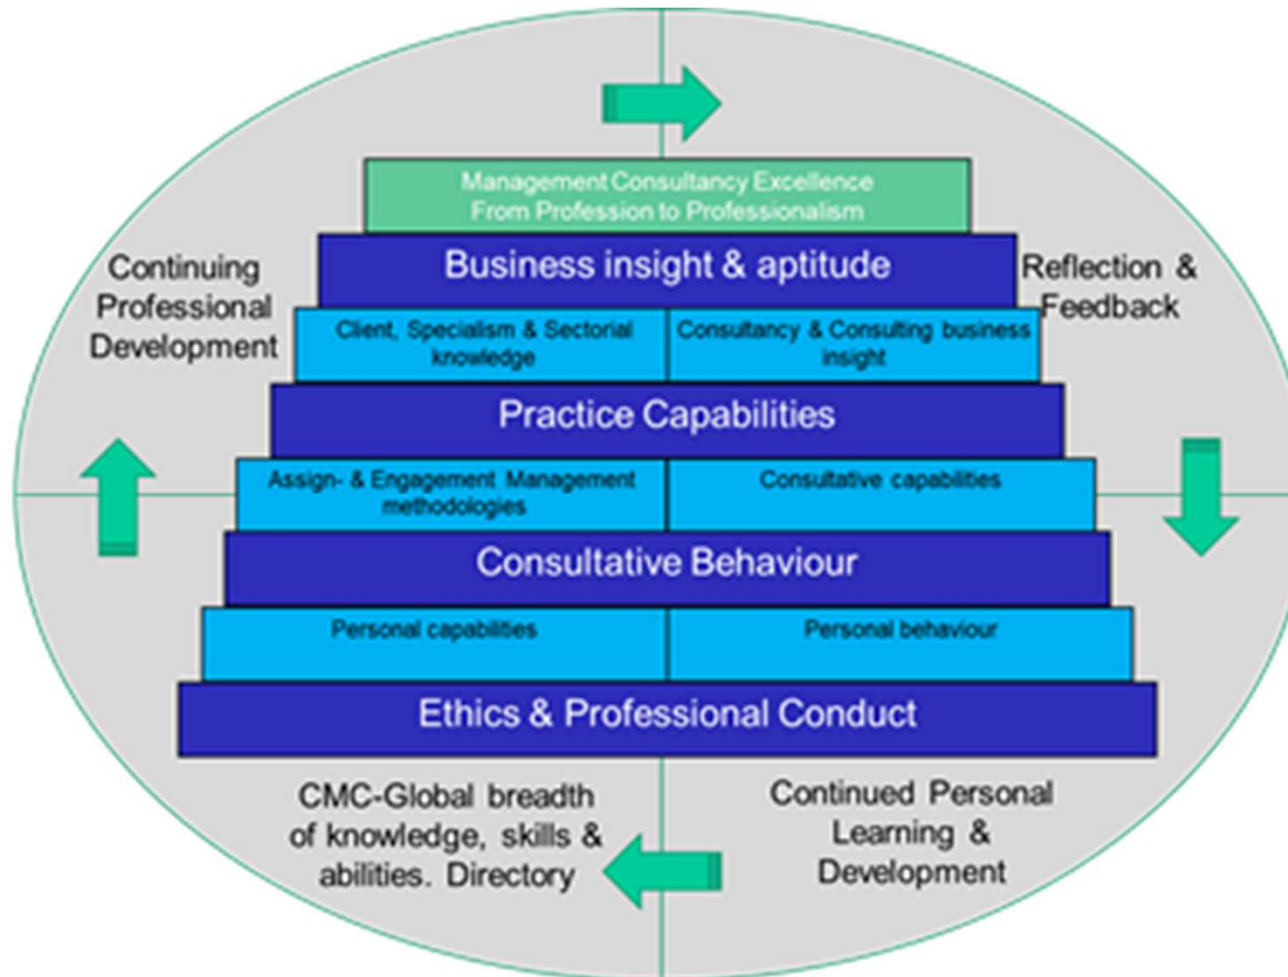 Management Consultancy Excellence
From Profession to Professionalism
Business insight & aptitude
Continuing
Professional
Development
Reflection &
Feedback
Client, Specialism & Sectorial
knowledge
Consultancy & Consulting business
insight
Practice Capabilities
Assign- & Engagement Management
methodologies
Consultative capabilities
Consultative Behaviour
Personal capabilities
Personal behaviour
Ethics & Professional Conduct
CMC-Global breadth
of knowledge, skills &
abilities. Directory
Continued Personal
Learning &
Development